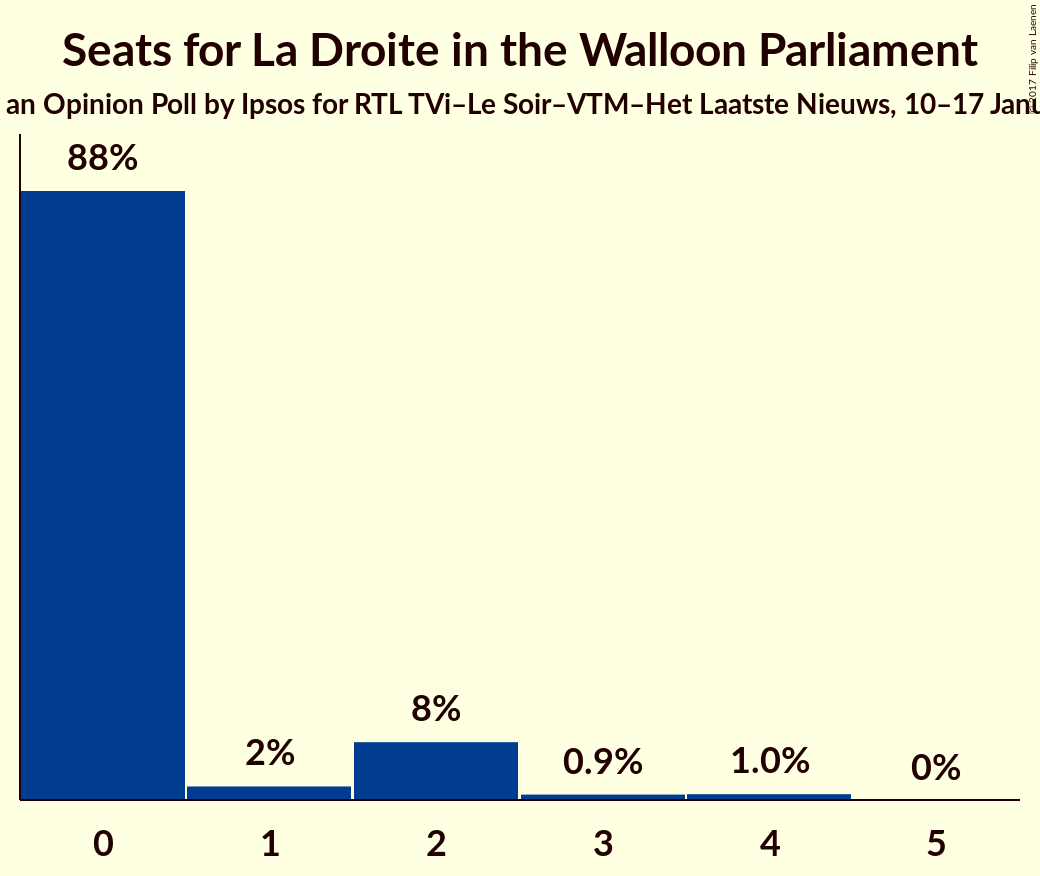 Seats for La Droite in the Walloon Parliament
an Opinion Poll by Ipsos for RTL TVi–Le Soir–VTM–Het Laatste Nieuws, 10–17
© 2017 Filip van Laenen
88%
2%
8%
0.9%
1.0%
0%
0 1 2 3 4 5